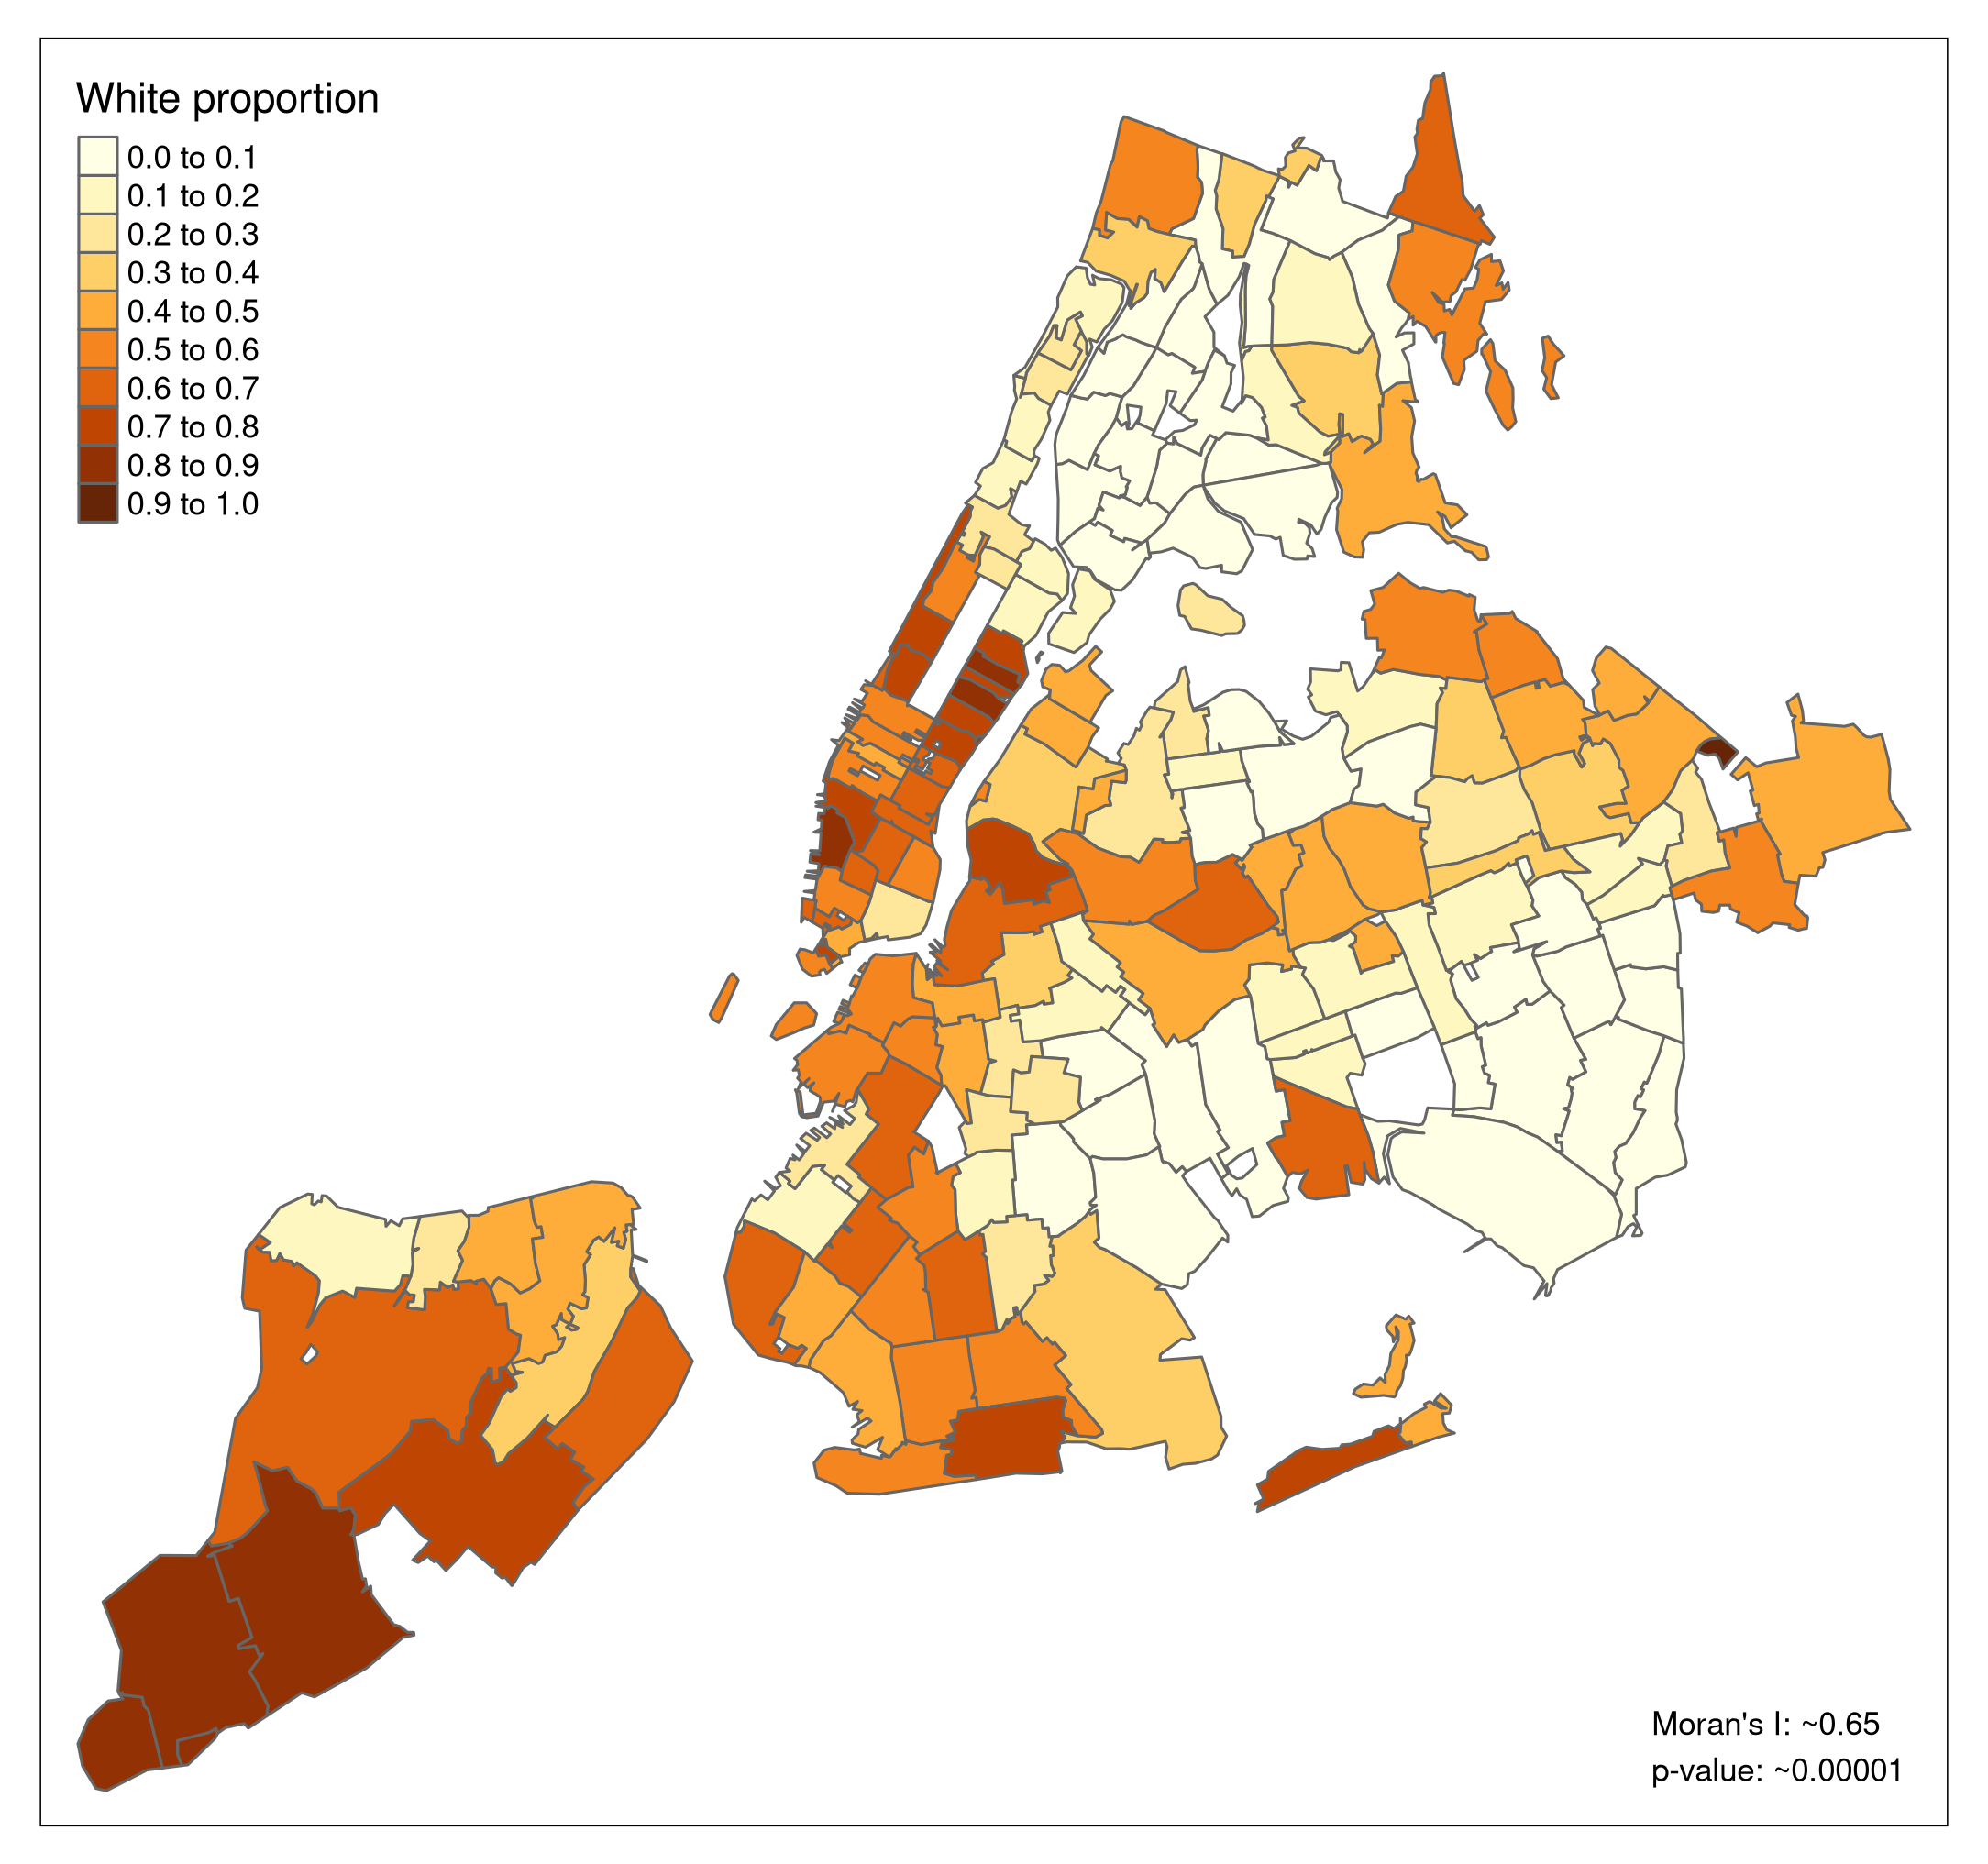 White proportion
0.0 to 0.1
0.1 to 0.2
0.2 to 0.3
0.3 to 0.4
0.4 to 0.5
0.5 to 0.6
0.6 to 0.7
0.7 to 0.8
0.8 to 0.9
0.9 to 1.0
Moran's I: ~0.65
p-value: ~0.00001